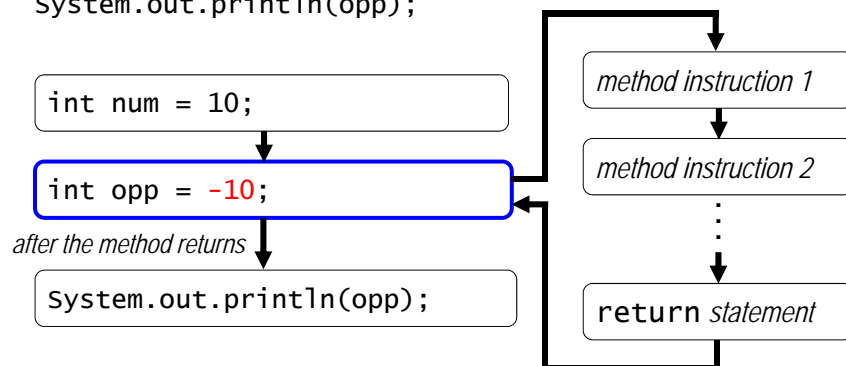 System.out.println(opp);
int num = 10;
int opp = -10;
after the method returns
System.out.println(opp);
method instruction 1
method instruction 2
return statement